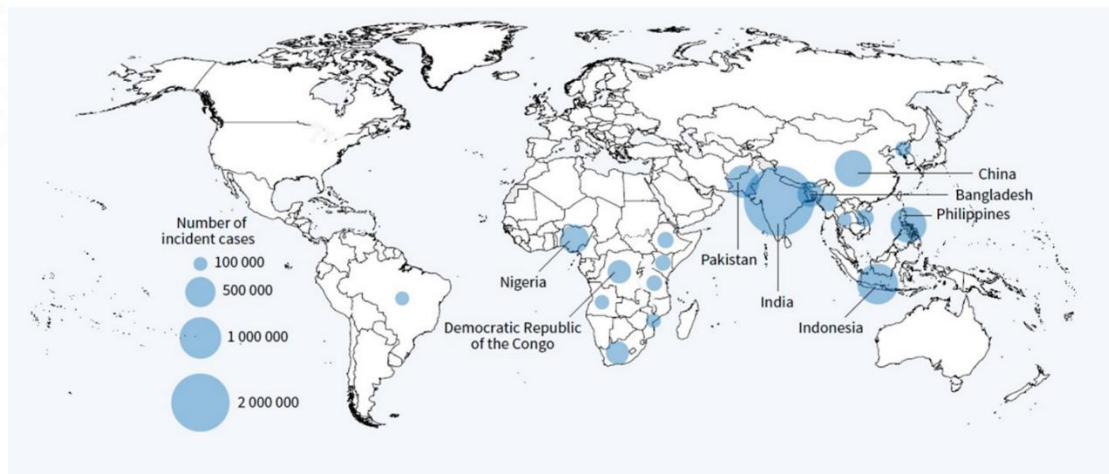 China
Bangladesh
Philippines
Number of
incident cases
100 000
500 000
1 000 000
2 000 000
Nigeria
Pakistan
India
Democratic Republic
of the Congo
Indonesia